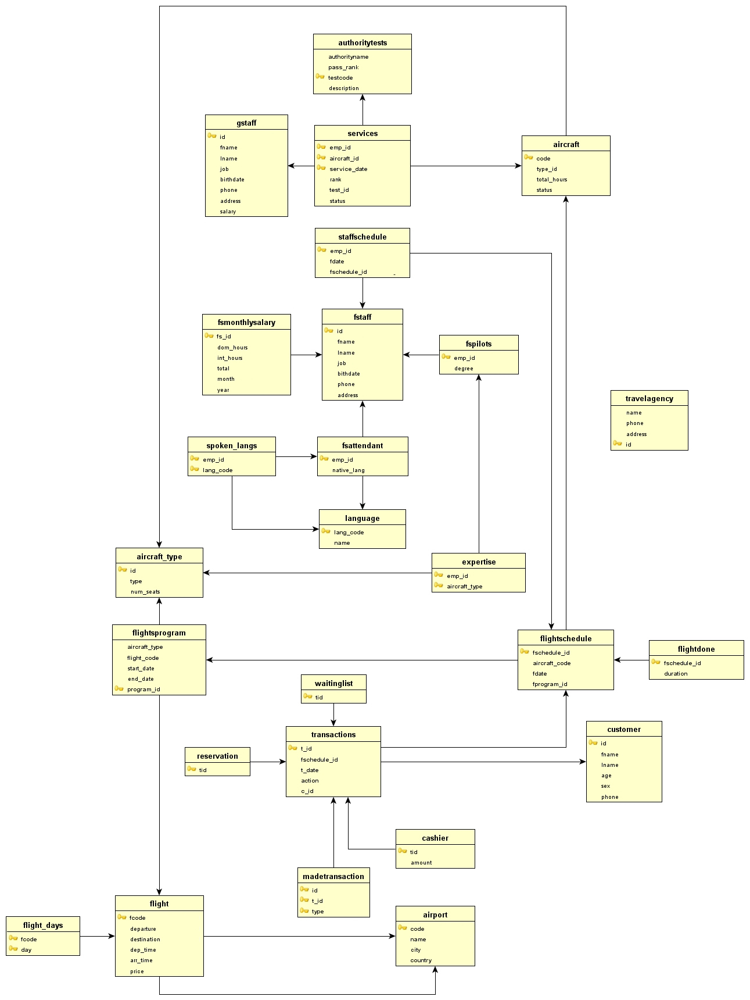 authoritytests
authorityname
pass_rank
testcode
description
gstaff
id
fname
lname
job
birthdate
phone
address
salary
services
emp_id
aircraft_id
service_date
rank
test_id
status
aircraft
code
type_id
total_hours
status
staffschedule
emp_id
fdate
fschedule_id
fsmonthlysalary
fs_id
dom_hours
int_hours
total
month
year
fstaff
id
fname
lname
job
bithdate
phone
address
fspilots
emp_id
degree
travelagency
name
phone
address
id
spoken_langs
emp_id
lang_code
fsattendant
emp_id
native_lang
language
lang_code
name
aircraft_type
id
type
num_seats
expertise
emp_id
aircraft_type
flightsprogram
aircraft_type
flight_code
start_date
end_date
program_id
flightschedule
fschedule_id
aircraft_code
fdate
fprogram_id
flightdone
fschedule_id
duration
waitinglist
tid
transactions
t_id
fschedule_id
t_date
action
c_id
reservation
tid
customer
id
fname
lname
age
sex
phone
cashier
tid
amount
madetransaction
id
t_id
type
flight
fcode
departure
destination
dep_time
arr_time
price
flight_days
fcode
day
airport
code
name
city
country